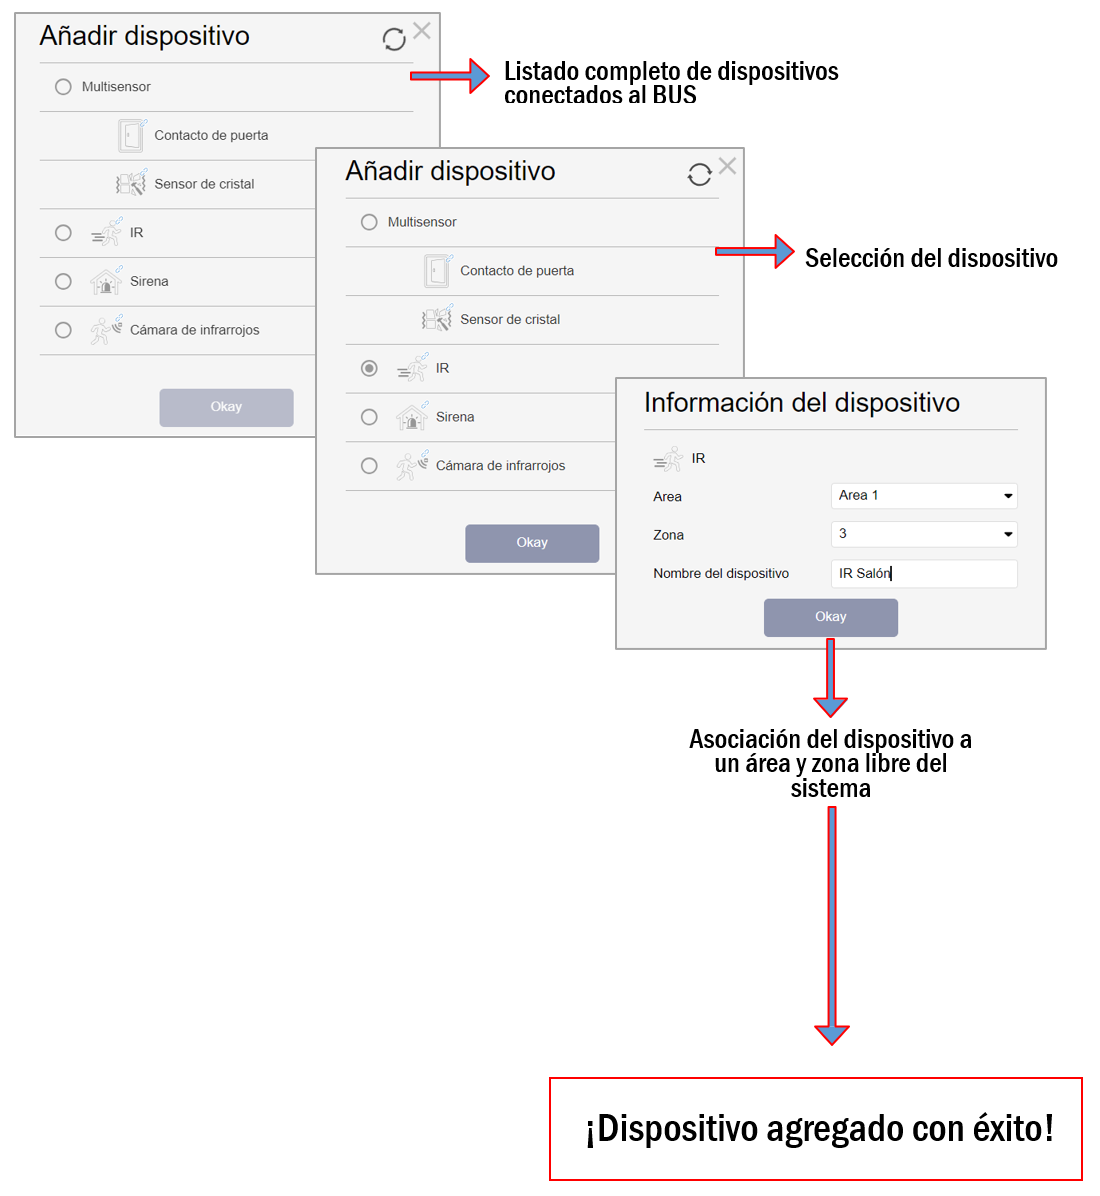 Añadir dispositivo
Multisensor
Contacto de puerta
Sensor de cristal
IR
Sirena
Cámara de infrarrojos
Okay
Listado completo de dispositivos
conectados al BUS
Añadir dispositivo
Multisensor
Contacto de puerta
Sensor de cristal
IR
Sirena
Cámara de infrarrojos
Okay
Selección del dispositivo
Información del dispositivo
IR
Area Area 1
Zona 3
Nombre del dispositivo IR Salón
Okay
Asociación del dispositivo a
un área y zona libre del
sistema
¡Dispositivo agregado con éxito!